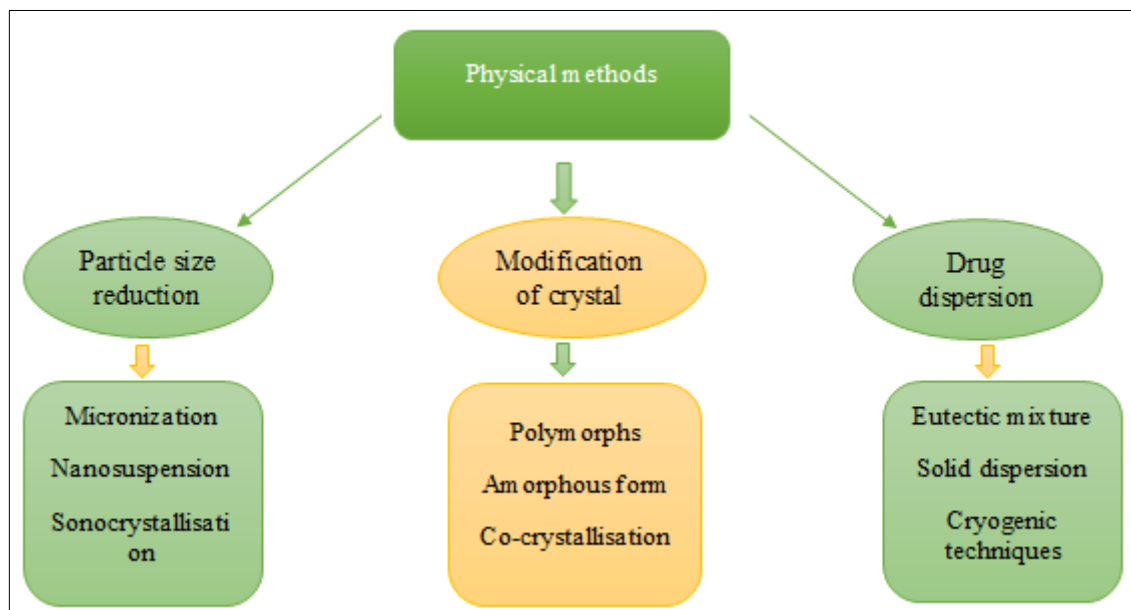 Physical methods
Particle size
reduction
Modification
of crystal
Drug
dispersion
Micronization
Nanosuspension
Sonocrystallisati
on
Polymorphs
Amorphous form
Co-crystallisation
Eutectic mixture
Solid dispersion
Cryogenic
techniques